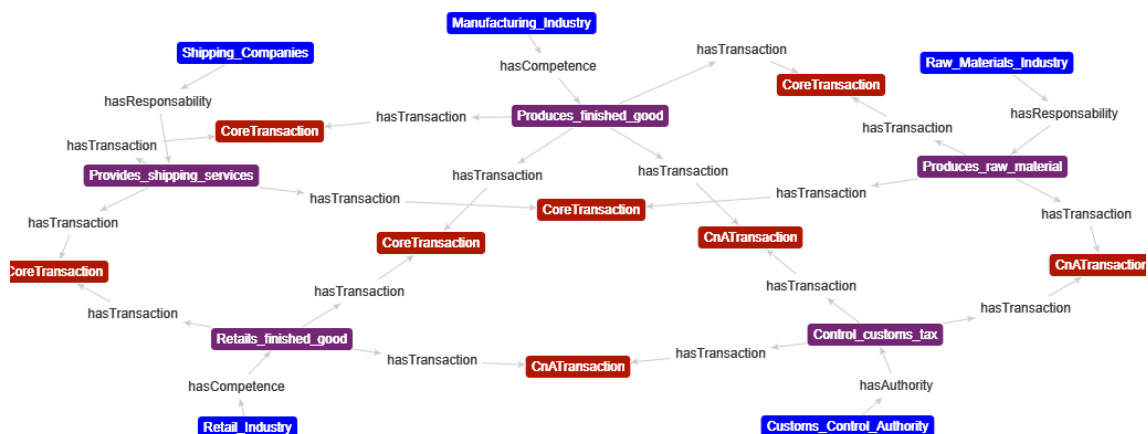 Manufacturing_Industry
Shipping_Companies
hasTransaction
Raw_Materials_Industry
hasCompetence
CoreTransaction
hasResponsability
hasResponsability
Produces_finished_good
hasTransaction
CoreTransaction
hasTransaction
hasTransaction
Produces_raw_material
Provides_shipping_services
hasTransaction
hasTransaction
hasTransaction
hasTransaction
CoreTransaction
hasTransaction
hasTransaction
CnATransaction
CoreTransaction
CoreTransaction
CnATransaction
hasTransaction
hasTransaction
hasTransaction
hasTransaction
Retails_finished_good
Control_customs_tax
hasTransaction
hasTransaction
CnATransaction
hasCompetence
hasAuthority
Retail_Industry
Customs_Control_Authority